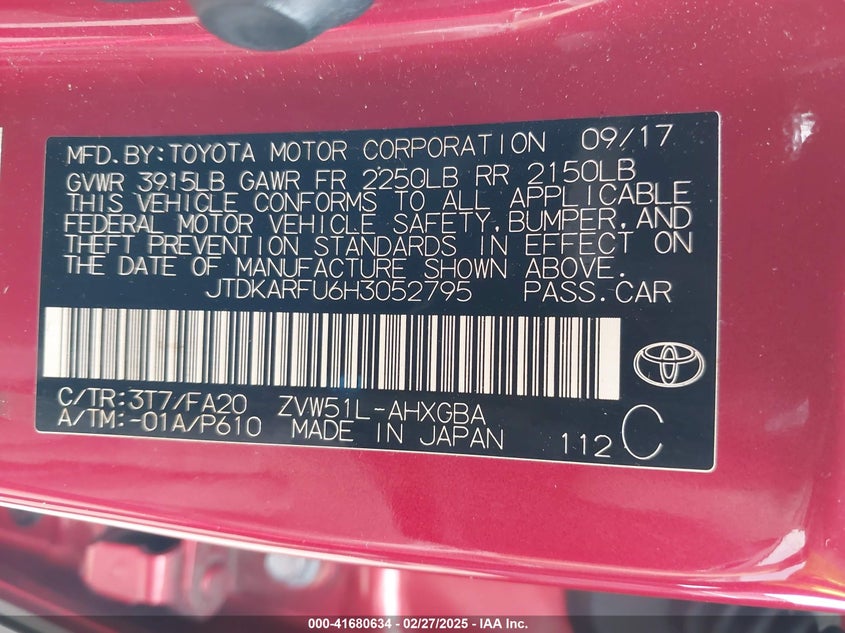 MFD.BY:TOYOTA MOTOR CORPORATION 09/17
GVWR 3915LB GAWR FR 2250LB RR 2150LB
THIS VEHICLE CONFORMS TO ALL APPLICABLE
FEDERAL MOTOR VEHICLE SAFETY,BUMPER,AND
THEFT PREVENTION STANDARDS IN EFFECT ON
THE DATE OF MANUFACTURE SHOWN ABOVE.
JTDKARFU6H3052795 PASS.CAR
C/TR:3T7/FA20 ZVW51L-AHXGBA
A/TM:-01A/P610 MADE IN JAPAN 112 C
000-41680634 - 02/27/2025 - IAA Inc.